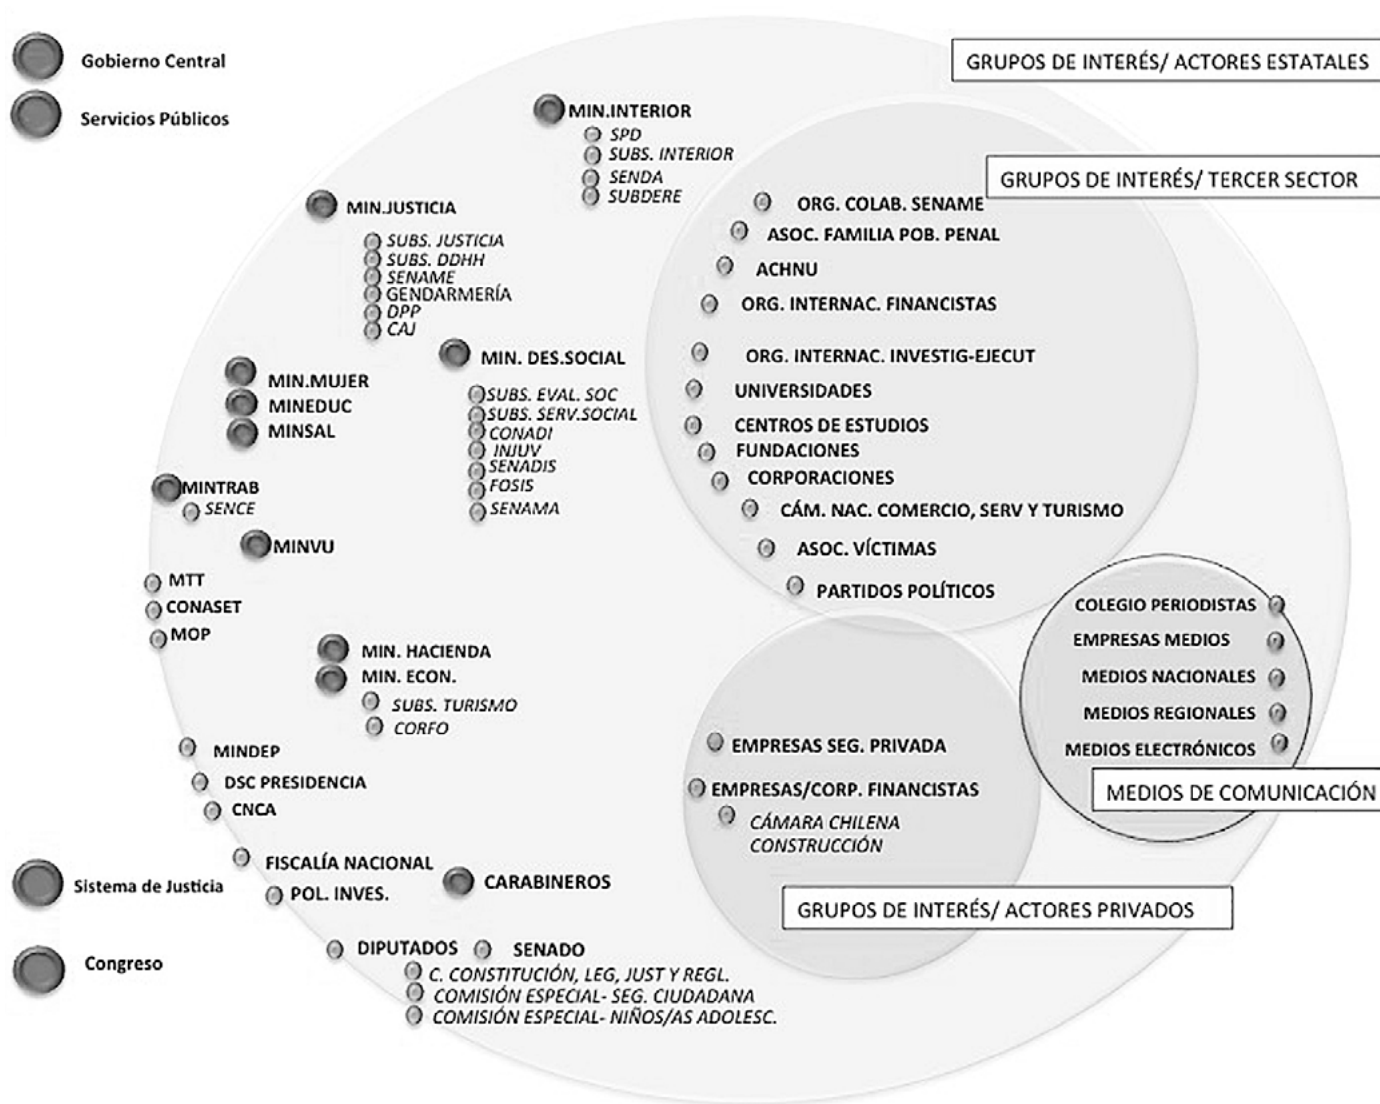 Gobierno Central
Servicios Públicos
GRUPOS DE INTERÉS/ ACTORES ESTATALES
MIN.INTERIOR
SPD
SUBS. INTERIOR
SENDA
SUBDERE
GRUPOS DE INTERÉS/ TERCER SECTOR
ORG. COLAB. SENAME
ASOC. FAMILIA POB. PENAL
ACHNU
ORG. INTERNAC. FINANCISTAS
ORG. INTERNAC. INVESTIG-EJECUT
UNIVERSIDADES
CENTROS DE ESTUDIOS
FUNDACIONES
CORPORACIONES
CÁM. NAC. COMERCIO, SERV Y TURISMO
ASOC. VÍCTIMAS
PARTIDOS POLÍTICOS
MIN.JUSTICIA
SUBS. JUSTICIA
SUBS. DDHH
SENAME
GENDARMERÍA
DPP
CAJ
MIN. DES.SOCIAL
SUBS. EVAL. SOC
SUBS. SERV.SOCIAL
CONADI
INJUV
SENADIS
FOSIS
SENAMA
MIN.MUJER
MINEDUC
MINSAL
MINTRAB
SENCE
MINVU
MTT
CONASET
MOP
MIN. HACIENDA
MIN. ECON.
SUBS. TURISMO
CORFO
MINDEP
DSC PRESIDENCIA
CNCA
FISCALÍA NACIONAL
POL. INVES.
CARABINEROS
COLEGIO PERIODISTAS
EMPRESAS MEDIOS
MEDIOS NACIONALES
MEDIOS REGIONALES
MEDIOS ELECTRÓNICOS
MEDIOS DE COMUNICACIÓN
EMPRESAS SEG. PRIVADA
EMPRESAS/CORP. FINANCISTAS
CÁMARA CHILENA
CONSTRUCCIÓN
GRUPOS DE INTERÉS/ ACTORES PRIVADOS
Sistema de Justicia
Congreso
DIPUTADOS
SENADO
C. CONSTITUCIÓN, LEG, JUST Y REGL.
COMISIÓN ESPECIAL- SEG. CIUDADANA
COMISIÓN ESPECIAL- NIÑOS/AS ADOLESC.